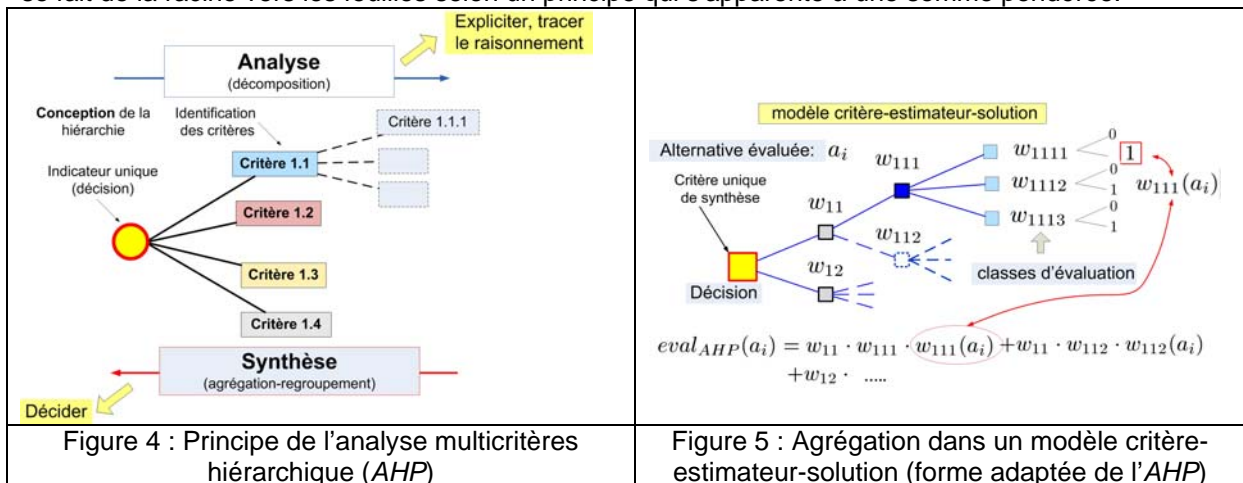 se fait de la racine vers les feuilles selon un principe qui s'apparente à une somme pondérée.
Expliciter, tracer
le raisonnement
Analyse
(décomposition)
Conception de la
hiérarchie
Identification
des critères
Critère 1.1.1
Critère 1.1
Indicateur unique
(décision)
Critère 1.2
Critère 1.3
Critère 1.4
Synthèse
(agrégation-regroupement)
Décider
Figure 4 : Principe de l'analyse multicritères
hiérarchique (AHP)
modèle critère-estimateur-solution
Alternative évaluée: a_i
Critère unique
de synthèse
w_111
w_11
w_112
w_12
Décision
w_1111 0 1
w_1112 0 1
w_1113 0 1
w_111(a_i)
classes d'évaluation
eval_AHP(a_i) = w_11 · w_111 · w_111(a_i) + w_11 · w_112 · w_112(a_i)
+w_12 · .....
Figure 5 : Agrégation dans un modèle critère-
estimateur-solution (forme adaptée de l'AHP)